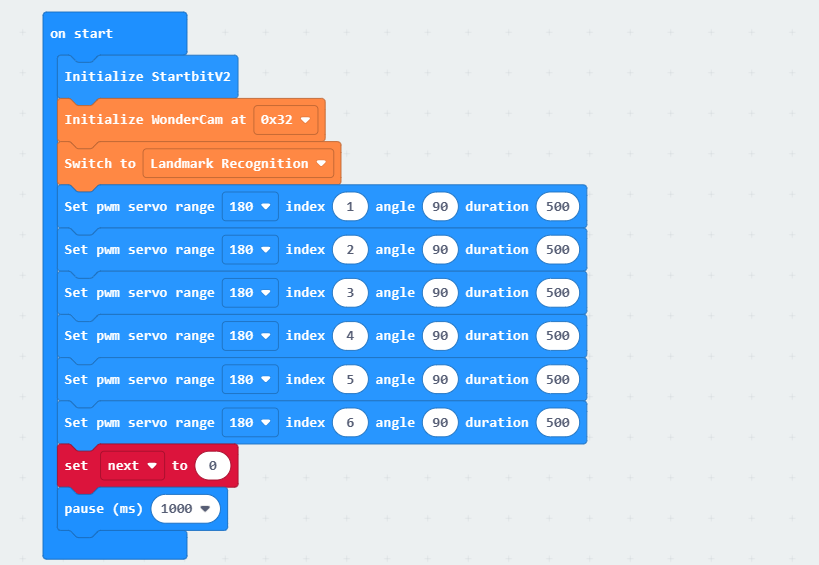 on start
Initialize StartbitV2
Initialize WonderCam at 0x32
Switch to Landmark Recognition
Set pwm servo range 180 index 1 angle 90 duration 500
Set pwm servo range 180 index 2 angle 90 duration 500
Set pwm servo range 180 index 3 angle 90 duration 500
Set pwm servo range 180 index 4 angle 90 duration 500
Set pwm servo range 180 index 5 angle 90 duration 500
Set pwm servo range 180 index 6 angle 90 duration 500
set next to 0
pause (ms) 1000